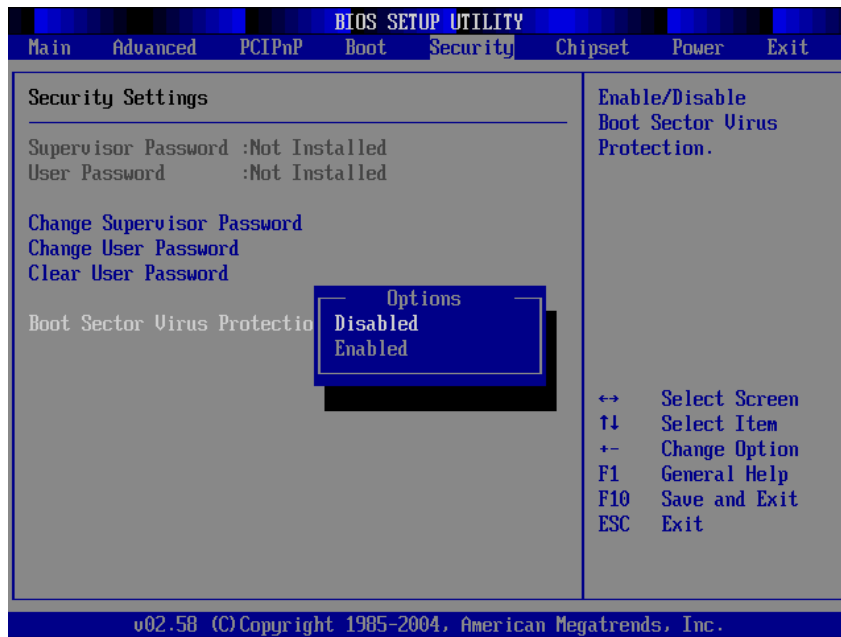 BIOS SETUP UTILITY
Main Advanced PCIPnP Boot Security Chipset Power Exit
Security Settings
Supervisor Password :Not Installed
User Password :Not Installed
Change Supervisor Password
Change User Password
Clear User Password
Boot Sector Virus Protectio
Options
Disabled
Enabled
Enable/Disable
Boot Sector Virus
Protection.
↔ Select Screen
↑↓ Select Item
+- Change Option
F1 General Help
F10 Save and Exit
ESC Exit
v02.58 (C)Copyright 1985-2004, American Megatrends, Inc.